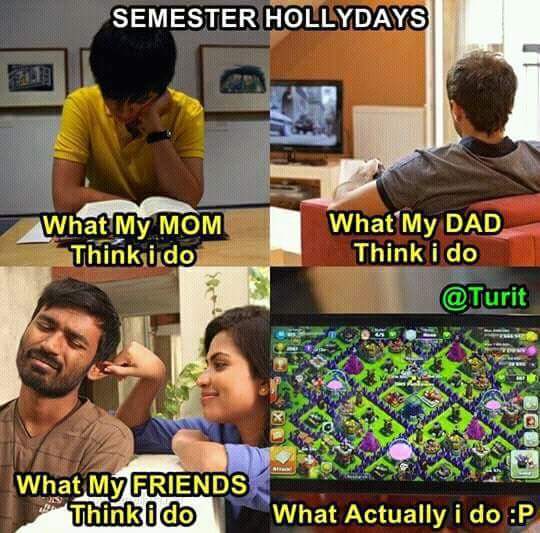 SEMESTER HOLLYDAYS
What My MOM
Think i do
What My DAD
Think i do
@Turit
What My FRIENDS
Think i do
Attack!
What Actually i do :P